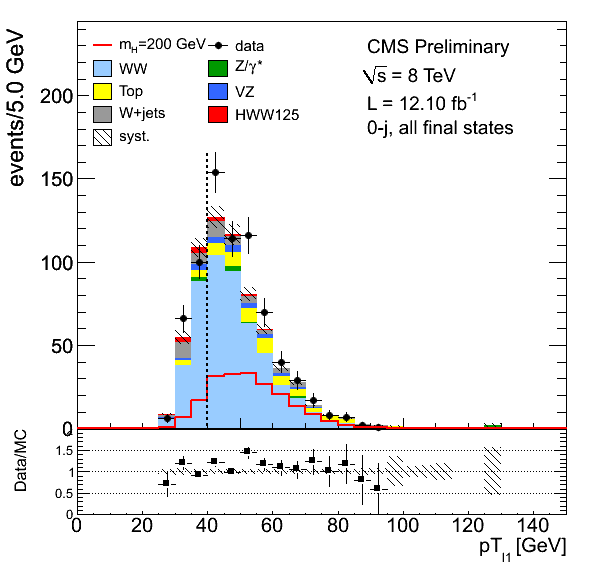 events/5.0 GeV
m_H=200 GeV
data
WW
Z/γ*
Top
VZ
W+jets
HWW125
syst.
CMS Preliminary
√s = 8 TeV
L = 12.10 fb⁻¹
0-j, all final states
200
150
100
50
0
Data/MC
1.5
1
0.5
0
0 20 40 60 80 100 120 140
pT_l1 [GeV]